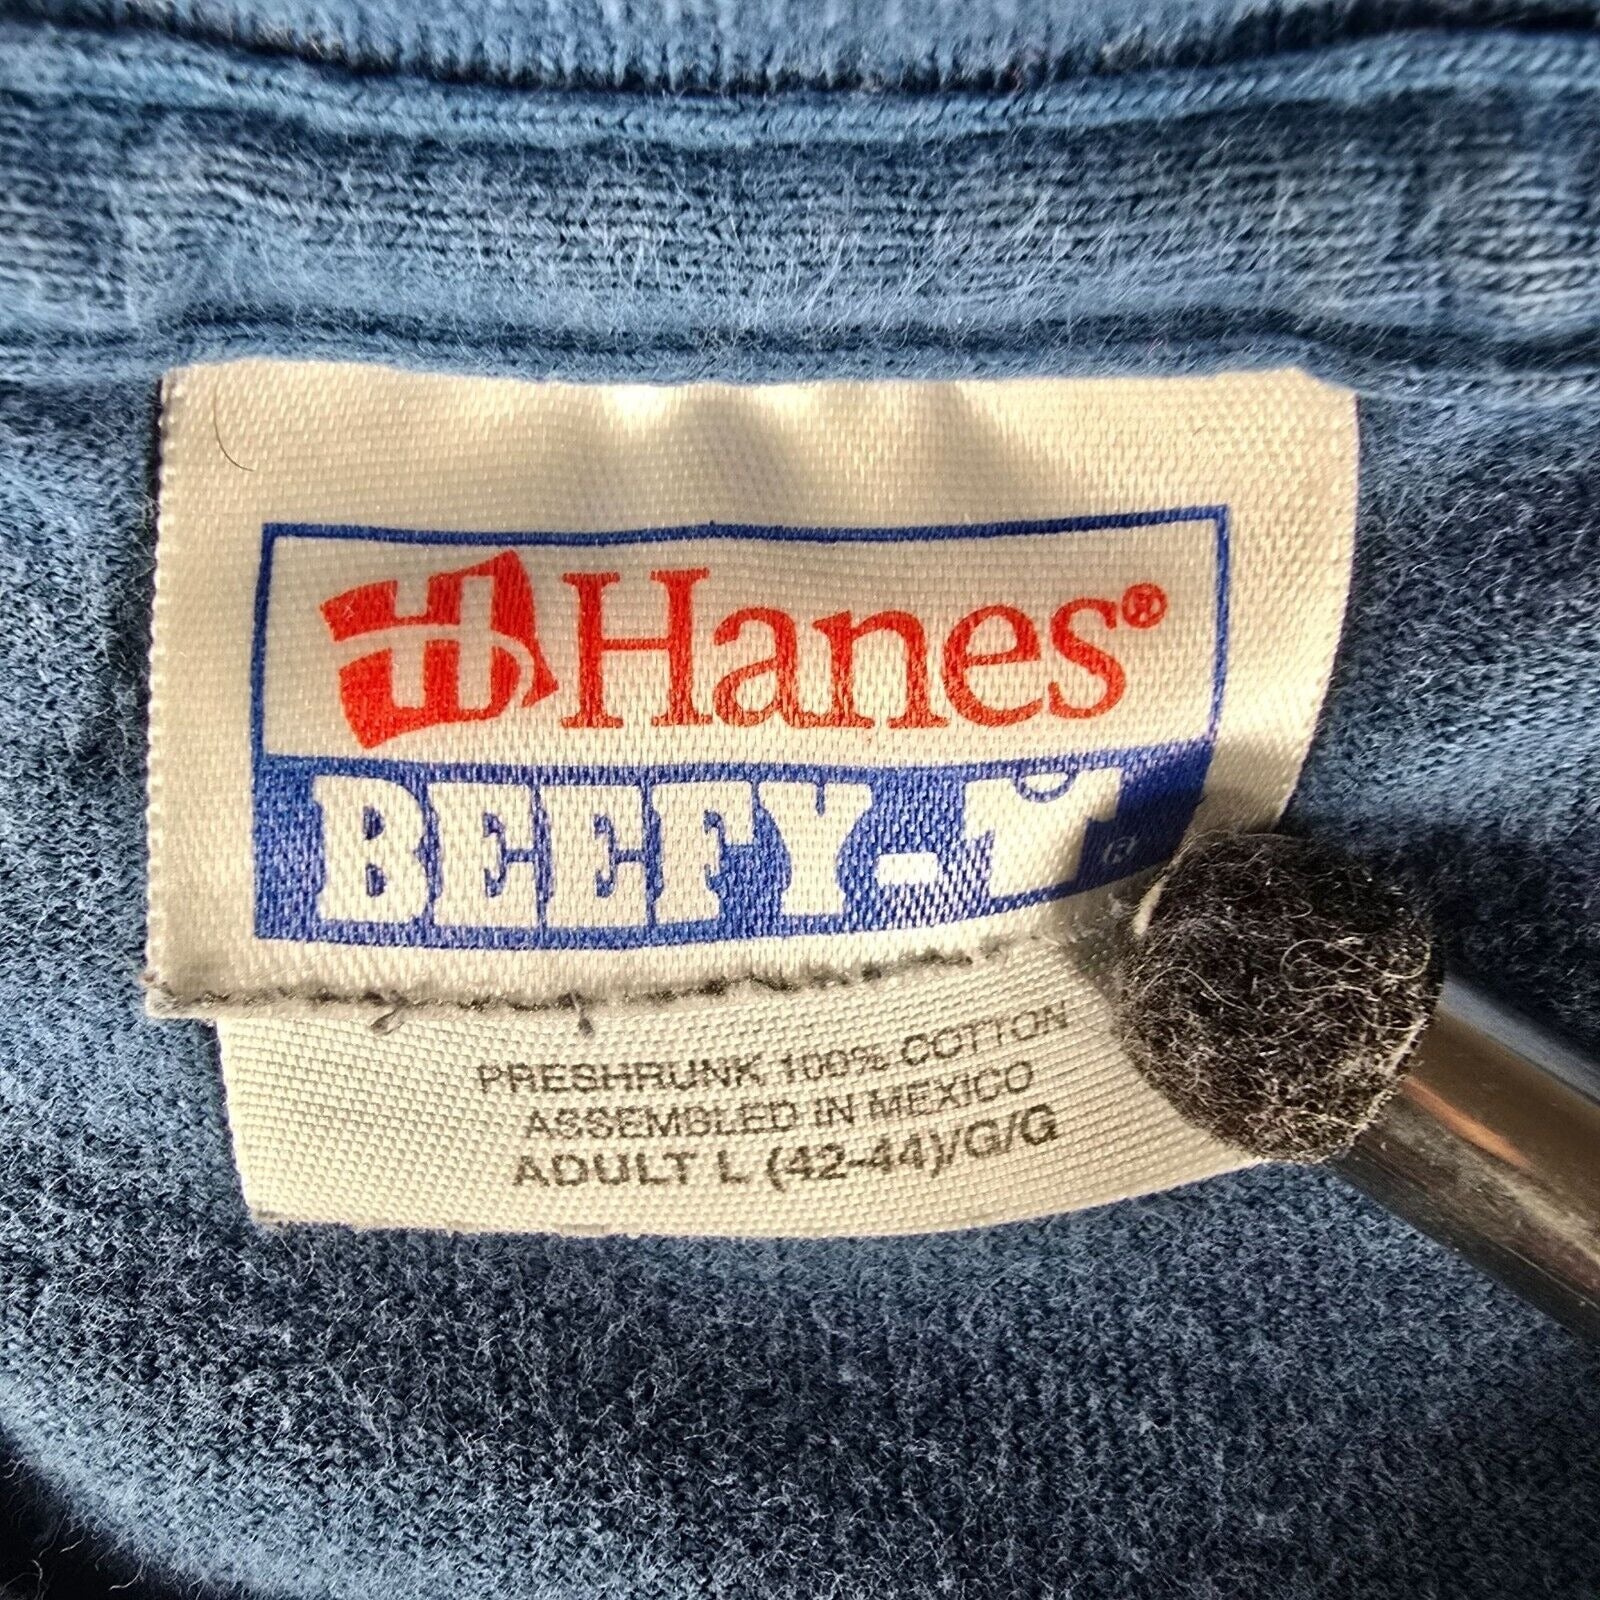 H Hanes®
BEEFY-T ®
PRESHRUNK 100% COTTON
ASSEMBLED IN MEXICO
ADULT L (42-44)/G/G